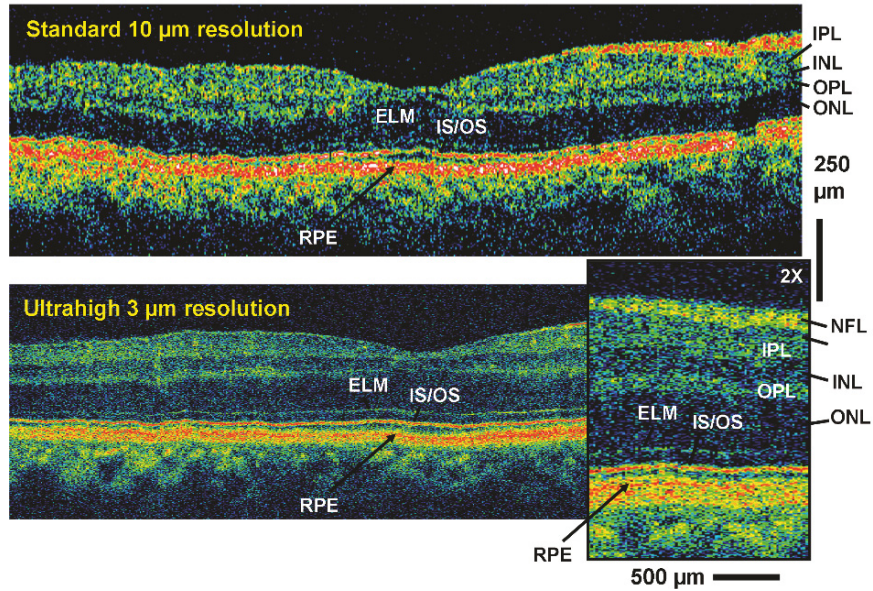 Standard 10 µm resolution
IPL
INL
OPL
ONL
ELM
IS/OS
RPE
250
µm
Ultrahigh 3 µm resolution
ELM
IS/OS
RPE
2X
NFL
IPL
INL
OPL
ONL
ELM
IS/OS
RPE
500 µm